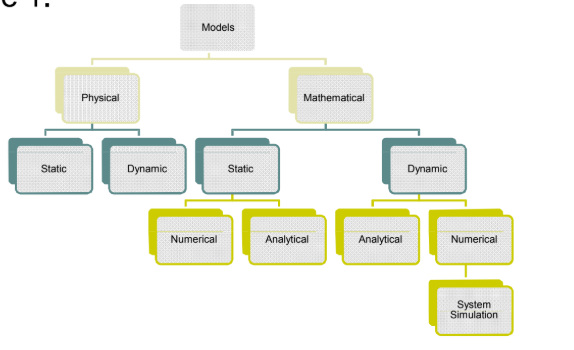 Models
Physical
Mathematical
Static
Dynamic
Static
Dynamic
Numerical
Analytical
Analytical
Numerical
System
Simulation